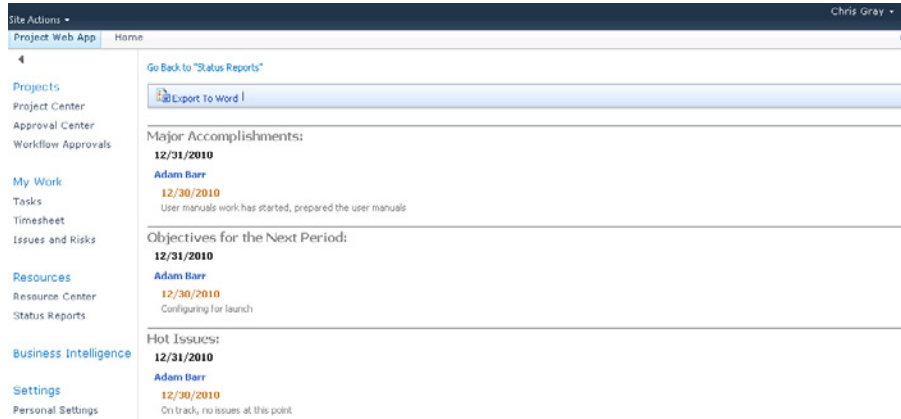 Chris Gray
Site Actions
Project Web App Home
Go Back to "Status Reports"
Projects
Export To Word
Project Center
Approval Center
Workflow Approvals
Major Accomplishments:
12/31/2010
Adam Barr
12/30/2010
User manuals work has started, prepared the user manuals
My Work
Tasks
Timesheet
Issues and Risks
Objectives for the Next Period:
12/31/2010
Adam Barr
12/30/2010
Configuring for launch
Resources
Resource Center
Status Reports
Hot Issues:
12/31/2010
Adam Barr
12/30/2010
On track, no issues at this point
Business Intelligence
Settings
Personal Settings